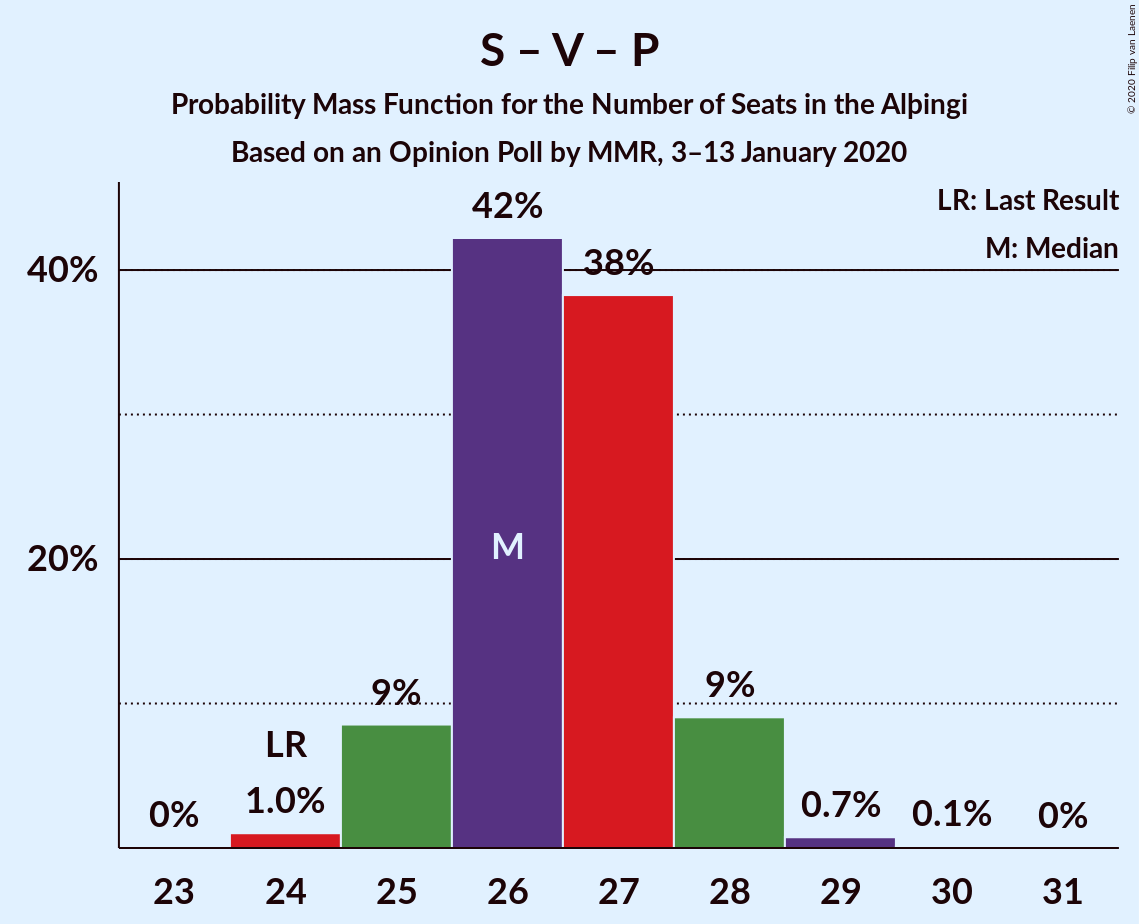 S – V – P
Probability Mass Function for the Number of Seats in the Alþingi
Based on an Opinion Poll by MMR, 3–13 January 2020
© 2020 Filip van Laenen
LR: Last Result
M: Median
40%
20%
0%
LR
1.0%
9%
42%
M
38%
9%
0.7%
0.1%
0%
23 24 25 26 27 28 29 30 31